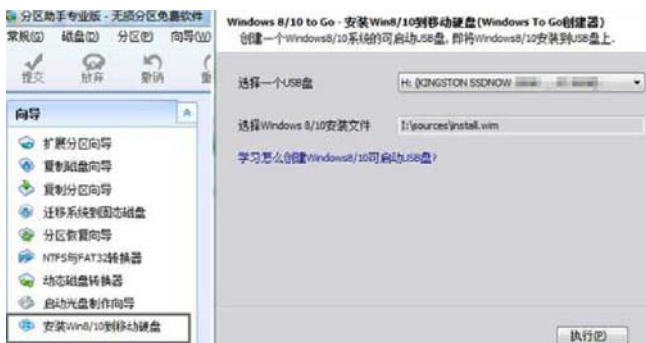 分区助手专业版 - 无损分区免费软件
常规(G) 磁盘(D) 分区(P) 向导(W)
提交 放弃 撤销
向导
扩展分区向导
复制磁盘向导
复制分区向导
迁移系统到固态磁盘
分区恢复向导
NTFS与FAT32转换器
动态磁盘转换器
启动光盘制作向导
安装Win8/10到移动硬盘
Windows 8/10 to Go - 安装Win8/10到移动硬盘(Windows To Go创建器)
创建一个Windows8/10系统的可启动USB盘, 即将Windows8/10安装到USB盘上.
选择一个USB盘
H: (KINGSTON SSDNOW
选择Windows 8/10安装文件
I:\sources\install.wim
学习怎么创建Windows8/10可启动USB盘?
执行(P)